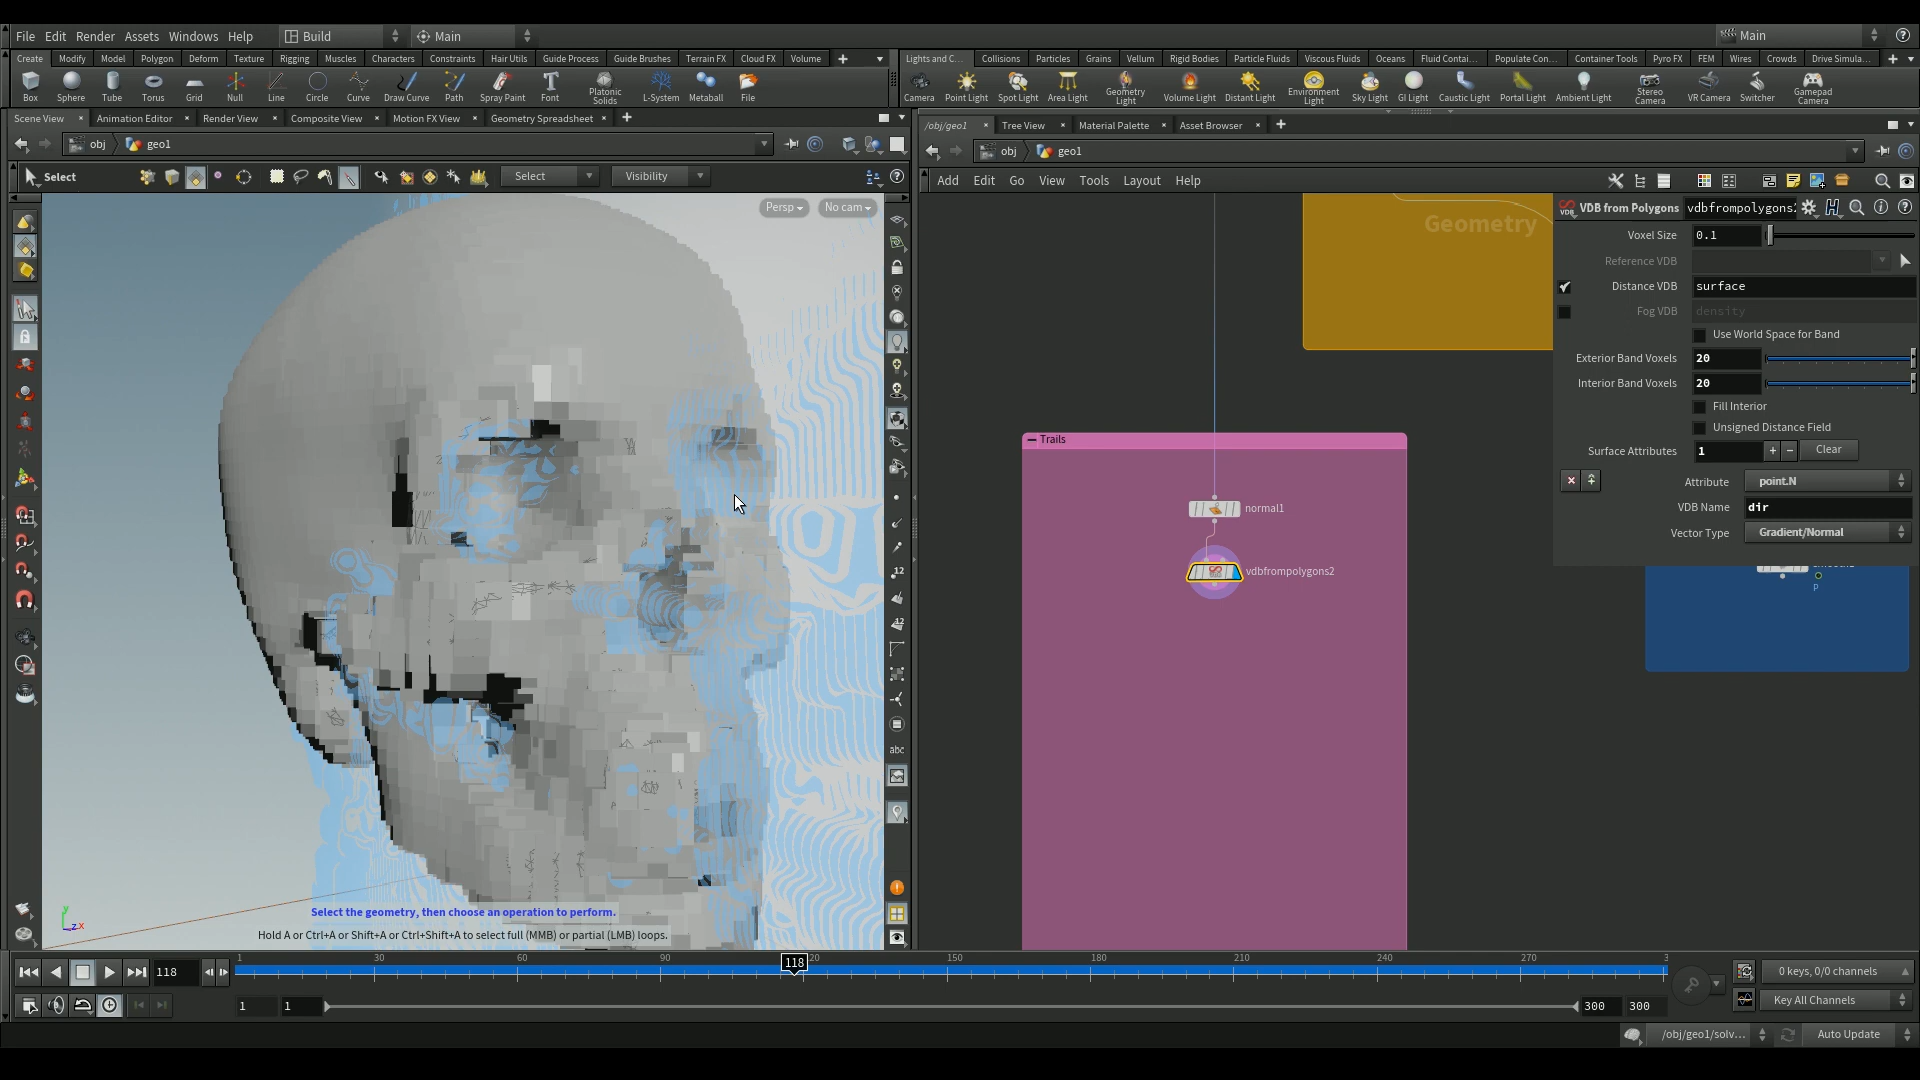 File Edit Render Assets Windows Help Build Main Main
Create Modify Model Polygon Deform Texture Rigging Muscles Characters Constraints Hair Utils Guide Process Guide Brushes Terrain FX Cloud FX Volume
Lights and C... Collisions Particles Grains Vellum Rigid Bodies Particle Fluids Viscous Fluids Oceans Fluid Contai... Populate Con... Container Tools Pyro FX FEM Wires Crowds Drive Simula...
Box Sphere Tube Torus Grid Null Line Circle Curve Draw Curve Path Spray Paint Font Platonic Solids L-System Metaball File
Camera Point Light Spot Light Area Light Geometry Light Volume Light Distant Light Environment Light Sky Light GI Light Caustic Light Portal Light Ambient Light Stereo Camera VR Camera Switcher Gamepad Camera
Scene View Animation Editor Render View Composite View Motion FX View Geometry Spreadsheet
/obj/geo1 Tree View Material Palette Asset Browser
obj geo1
obj geo1
Select Select Visibility
Add Edit Go View Tools Layout Help
Persp No cam
Geometry
VDB from Polygons vdbfrompolygons2
Voxel Size 0.1
Reference VDB
Distance VDB surface
Fog VDB density
Use World Space for Band
Exterior Band Voxels 20
Interior Band Voxels 20
Fill Interior
Unsigned Distance Field
Surface Attributes 1 + - Clear
Attribute point.N
VDB Name dir
Vector Type Gradient/Normal
Trails
normal1
vdbfrompolygons2
P
12
12
abc
y
z x
Select the geometry, then choose an operation to perform.
Hold A or Ctrl+A or Shift+A or Ctrl+Shift+A to select full (MMB) or partial (LMB) loops.
118
1 30 60 90 118 20 150 180 210 240 270 3
0 keys, 0/0 channels
1 1 300 300
Key All Channels
/obj/geo1/solv... Auto Update